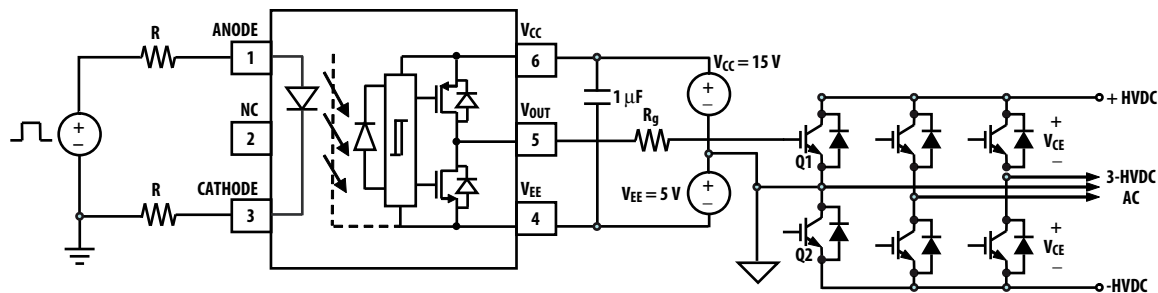 R
ANODE
1
NC
2
R
CATHODE
3
+
−
VCC
6
VOUT
5
VEE
4
1 μF
Rg
VCC = 15 V
+
−
VEE = 5 V
+
−
Q1
Q2
+ HVDC
+
VCE
−
3-HVDC
AC
+
VCE
−
-HVDC